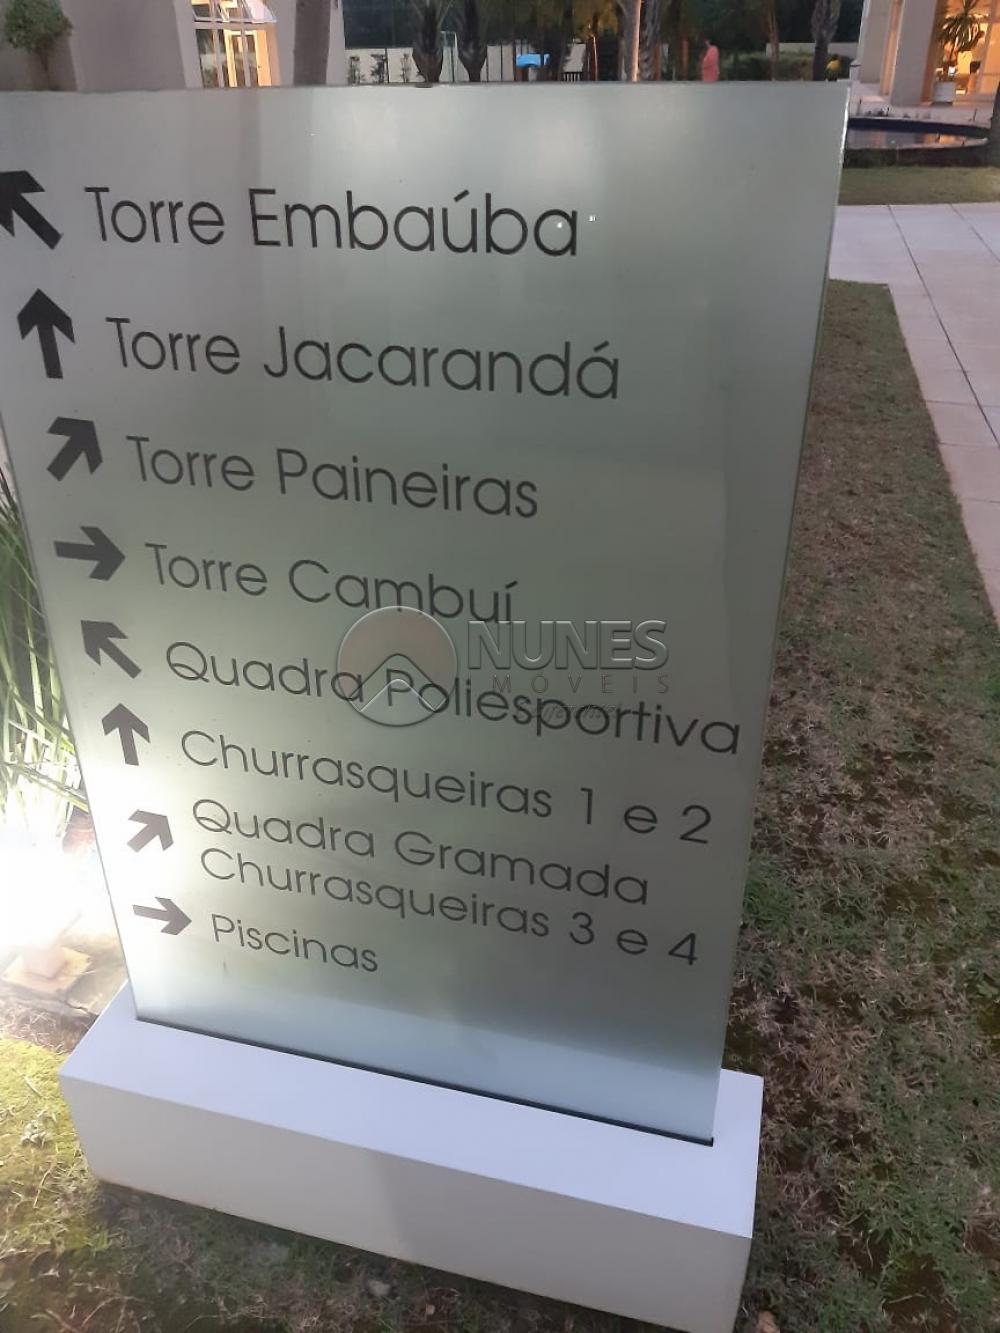 Torre Embaúba
Torre Jacarandá
Torre Paineiras
Torre Cambuí
Quadra Poliesportiva
Churrasqueiras 1 e 2
Quadra Gramada
Churrasqueiras 3 e 4
Piscinas
NUNES
MÓVEIS